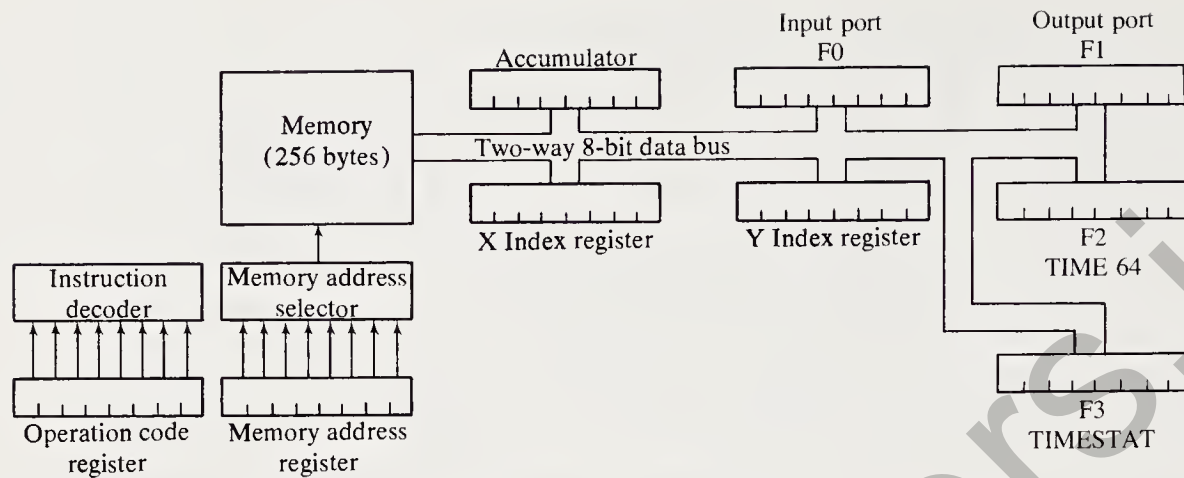 Input port
F0
Output port
F1
Accumulator
Memory
(256 bytes)
Two-way 8-bit data bus
X Index register
Y Index register
F2
TIME 64
Instruction
decoder
Memory address
selector
F3
TIMESTAT
Operation code
register
Memory address
register